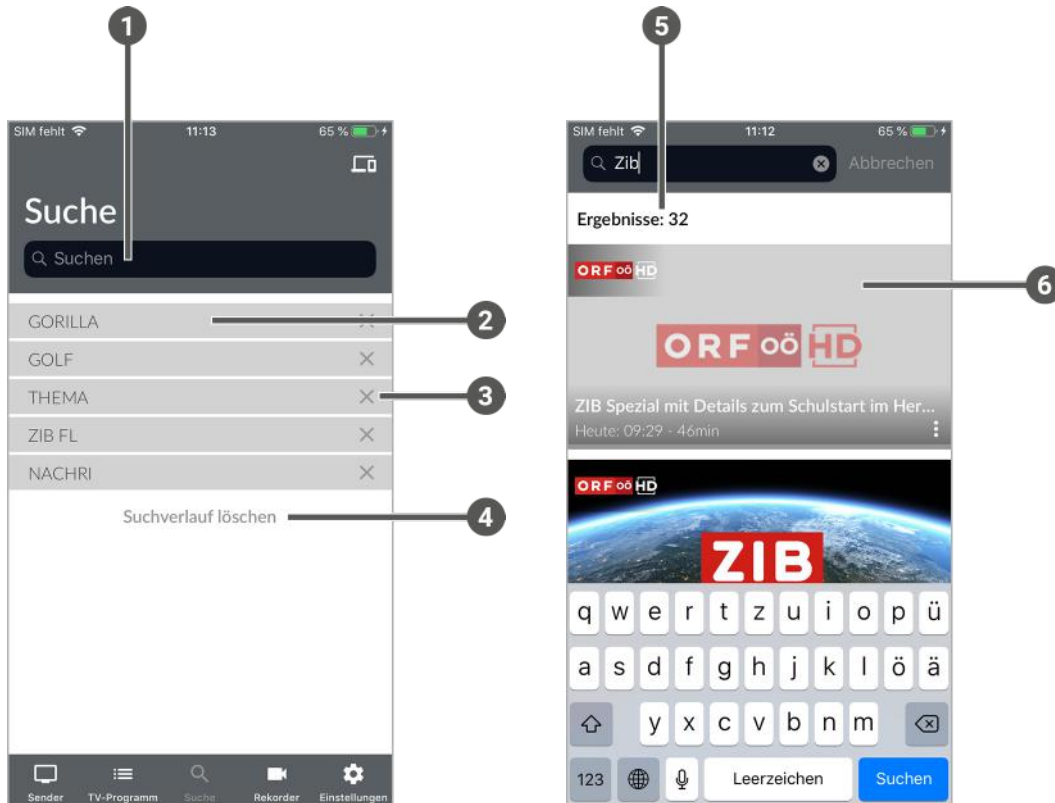 1
5
SIM fehlt 11:13 65 %
Suche
Suchen
2
GORILLA
GOLF
3
THEMA
ZIB FL
NACHRI
4
Suchverlauf löschen
Sender TV-Programm Suche Rekorder Einstellungen
SIM fehlt 11:12 65 %
Zib Abbrechen
Ergebnisse: 32
ORF oö HD
6
ORF oö HD
ZIB Spezial mit Details zum Schulstart im Her...
Heute: 09:29 - 46min
ORF oö HD
ZIB
q w e r t z u i o p ü
a s d f g h j k l ö ä
y x c v b n m
123 Leerzeichen Suchen